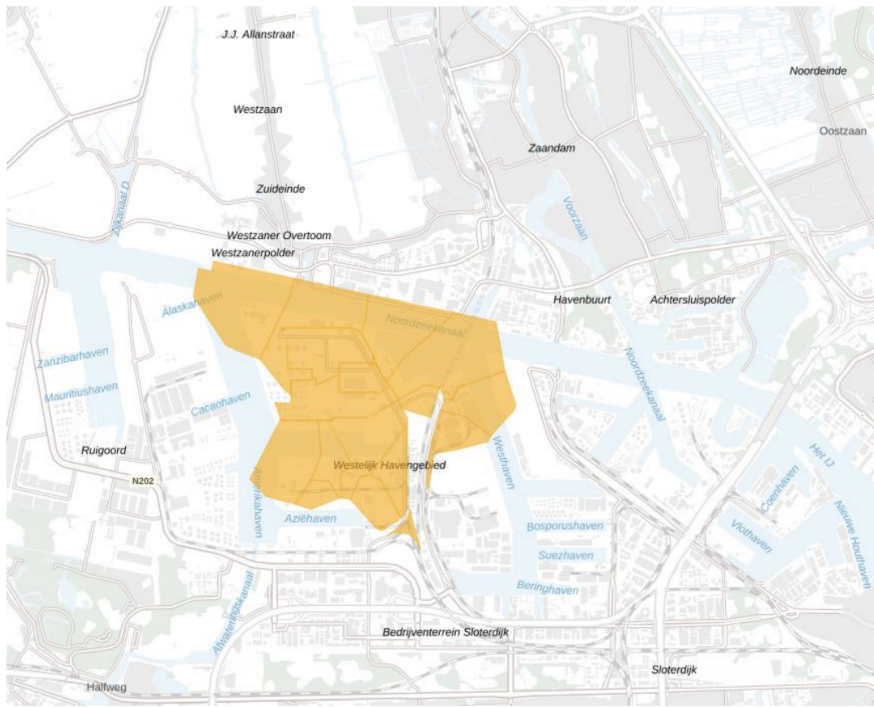 J.J. Allanstraat
Noordeinde
Westzaan
Oostzaan
Zaandam
Zuideinde
Zijkanaal D
Voorzaan
Westzaner Overtoom
Westzanerpolder
Alaskahaven
Havenbuurt
Achtersluispolder
Noordzeekanaal
Zanzibarhaven
Noordzeekanaal
Mauritiushaven
Cacaohaven
Ruigoord
Westhaven
Het IJ
Westelijk Havengebied
N202
Coenhaven
Amerikahaven
Nieuwe Houthaven
Aziëhaven
Bosporushaven
Vlothaven
Suezhaven
Beringhaven
Afwateringskanaal
Bedrijventerrein Sloterdijk
Sloterdijk
Halfweg